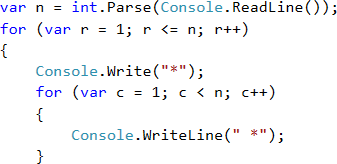 var n = int.Parse(Console.ReadLine());
for (var r = 1; r <= n; r++)
{
    Console.Write("*");
    for (var c = 1; c < n; c++)
    {
        Console.WriteLine(" *");
    }